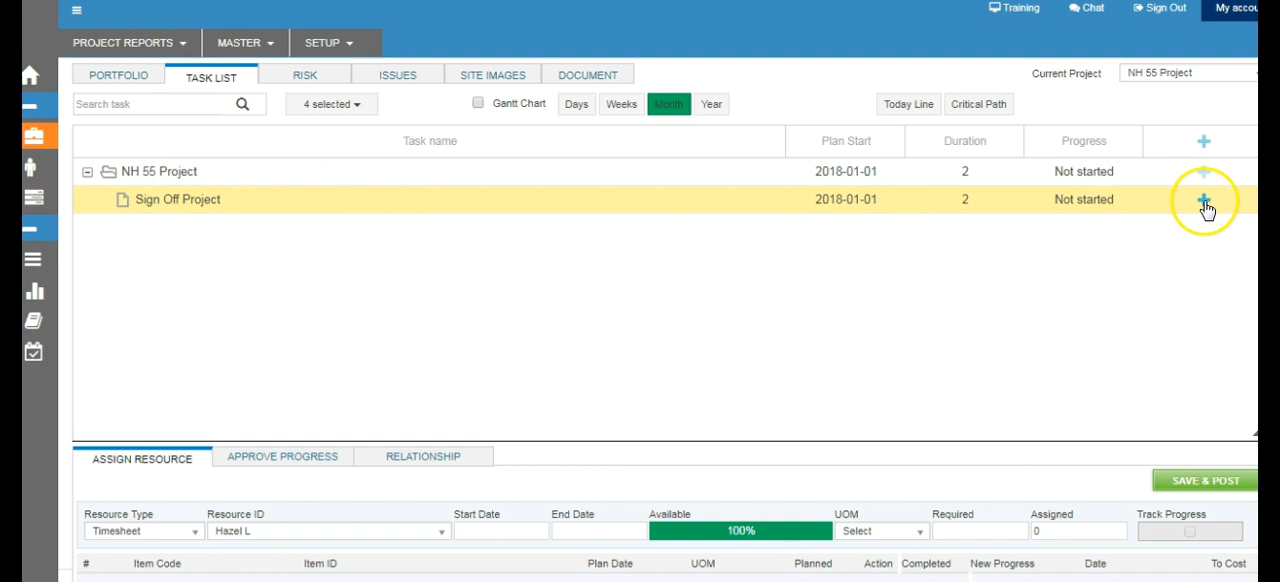 Training Chat Sign Out My accou
PROJECT REPORTS MASTER SETUP
PORTFOLIO TASK LIST RISK ISSUES SITE IMAGES DOCUMENT Current Project NH 55 Project
Search task 4 selected Gantt Chart Days Weeks Month Year Today Line Critical Path
Task name Plan Start Duration Progress
NH 55 Project 2018-01-01 2 Not started
Sign Off Project 2018-01-01 2 Not started
ASSIGN RESOURCE APPROVE PROGRESS RELATIONSHIP
SAVE & POST
Resource Type Resource ID Start Date End Date Available UOM Required Assigned Track Progress
Timesheet Hazel L 100% Select 0
# Item Code Item ID Plan Date UOM Planned Action Completed New Progress Date To Cost